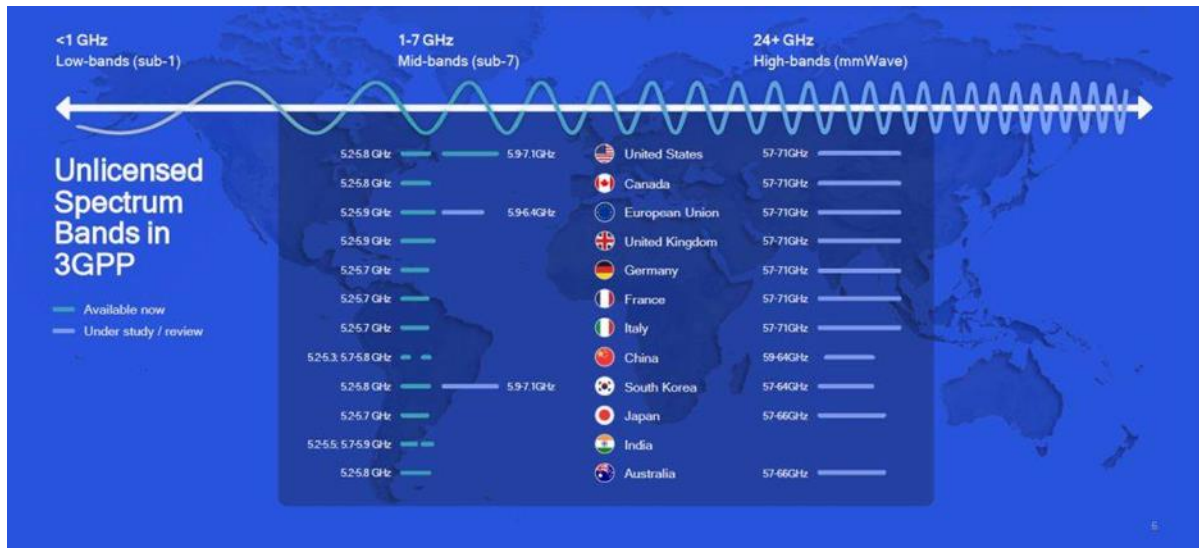 <1 GHz
Low-bands (sub-1)
1-7 GHz
Mid-bands (sub-7)
24+ GHz
High-bands (mmWave)
Unlicensed
Spectrum
Bands in
3GPP
Available now
Under study / review
5.2-5.8 GHz 5.9-7.1GHz United States 57-71GHz
5.2-5.8 GHz Canada 57-71GHz
5.2-5.9 GHz 5.9-6.4GHz European Union 57-71GHz
5.2-5.9 GHz United Kingdom 57-71GHz
5.2-5.7 GHz Germany 57-71GHz
5.2-5.7 GHz France 57-71GHz
5.2-5.7 GHz Italy 57-71GHz
5.2-5.3; 5.7-5.8 GHz China 59-64GHz
5.2-5.8 GHz 5.9-7.1GHz South Korea 57-64GHz
5.2-5.7 GHz Japan 57-66GHz
5.2-5.5; 5.7-5.9 GHz India
5.2-5.8 GHz Australia 57-66GHz